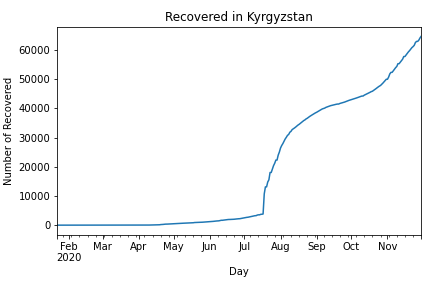 Recovered in Kyrgyzstan
Number of Recovered
60000
50000
40000
30000
20000
10000
0
Feb Mar Apr May Jun Jul Aug Sep Oct Nov
2020
Day